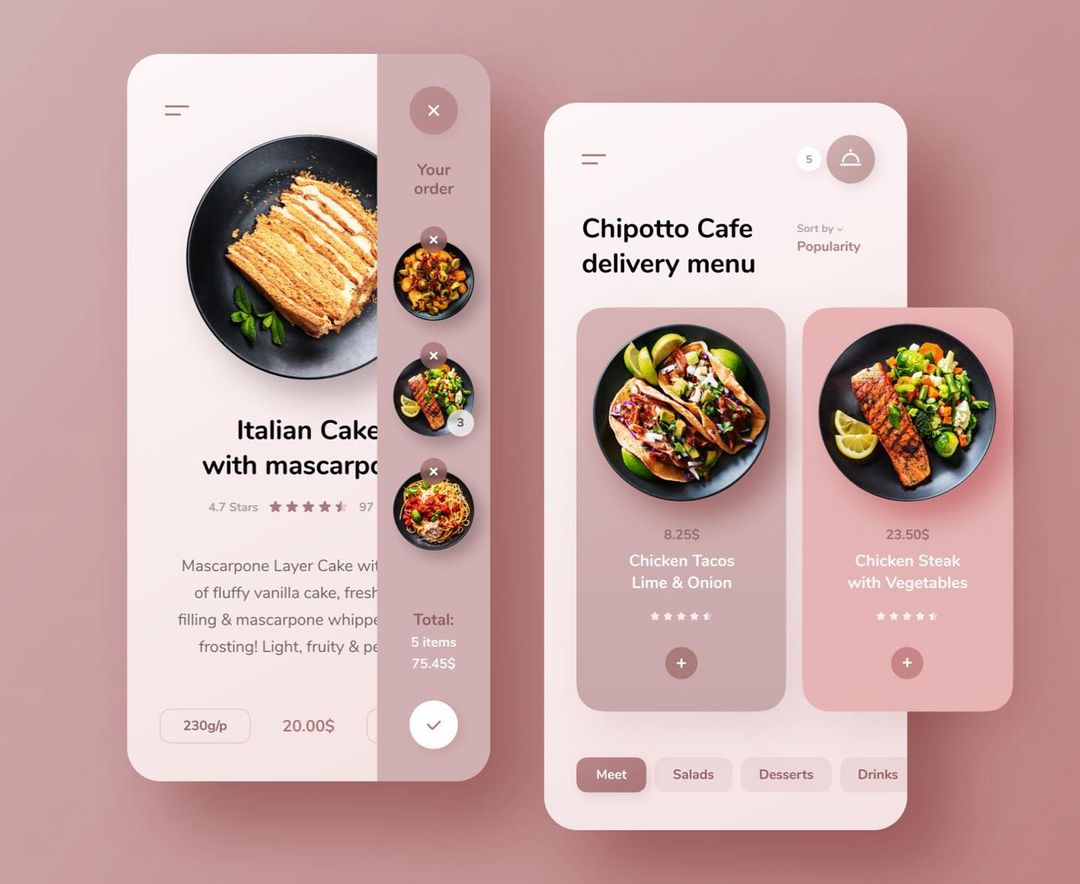 Your
order
Italian Cake
with mascarpo
4.7 Stars
97
Mascarpone Layer Cake wit
of fluffy vanilla cake, fresh
filling & mascarpone whippe
frosting! Light, fruity & pe
3
Total:
5 items
75.45$
230g/p
20.00$
5
Chipotto Cafe
delivery menu
Sort by
Popularity
8.25$
Chicken Tacos
Lime & Onion
23.50$
Chicken Steak
with Vegetables
Meet
Salads
Desserts
Drinks